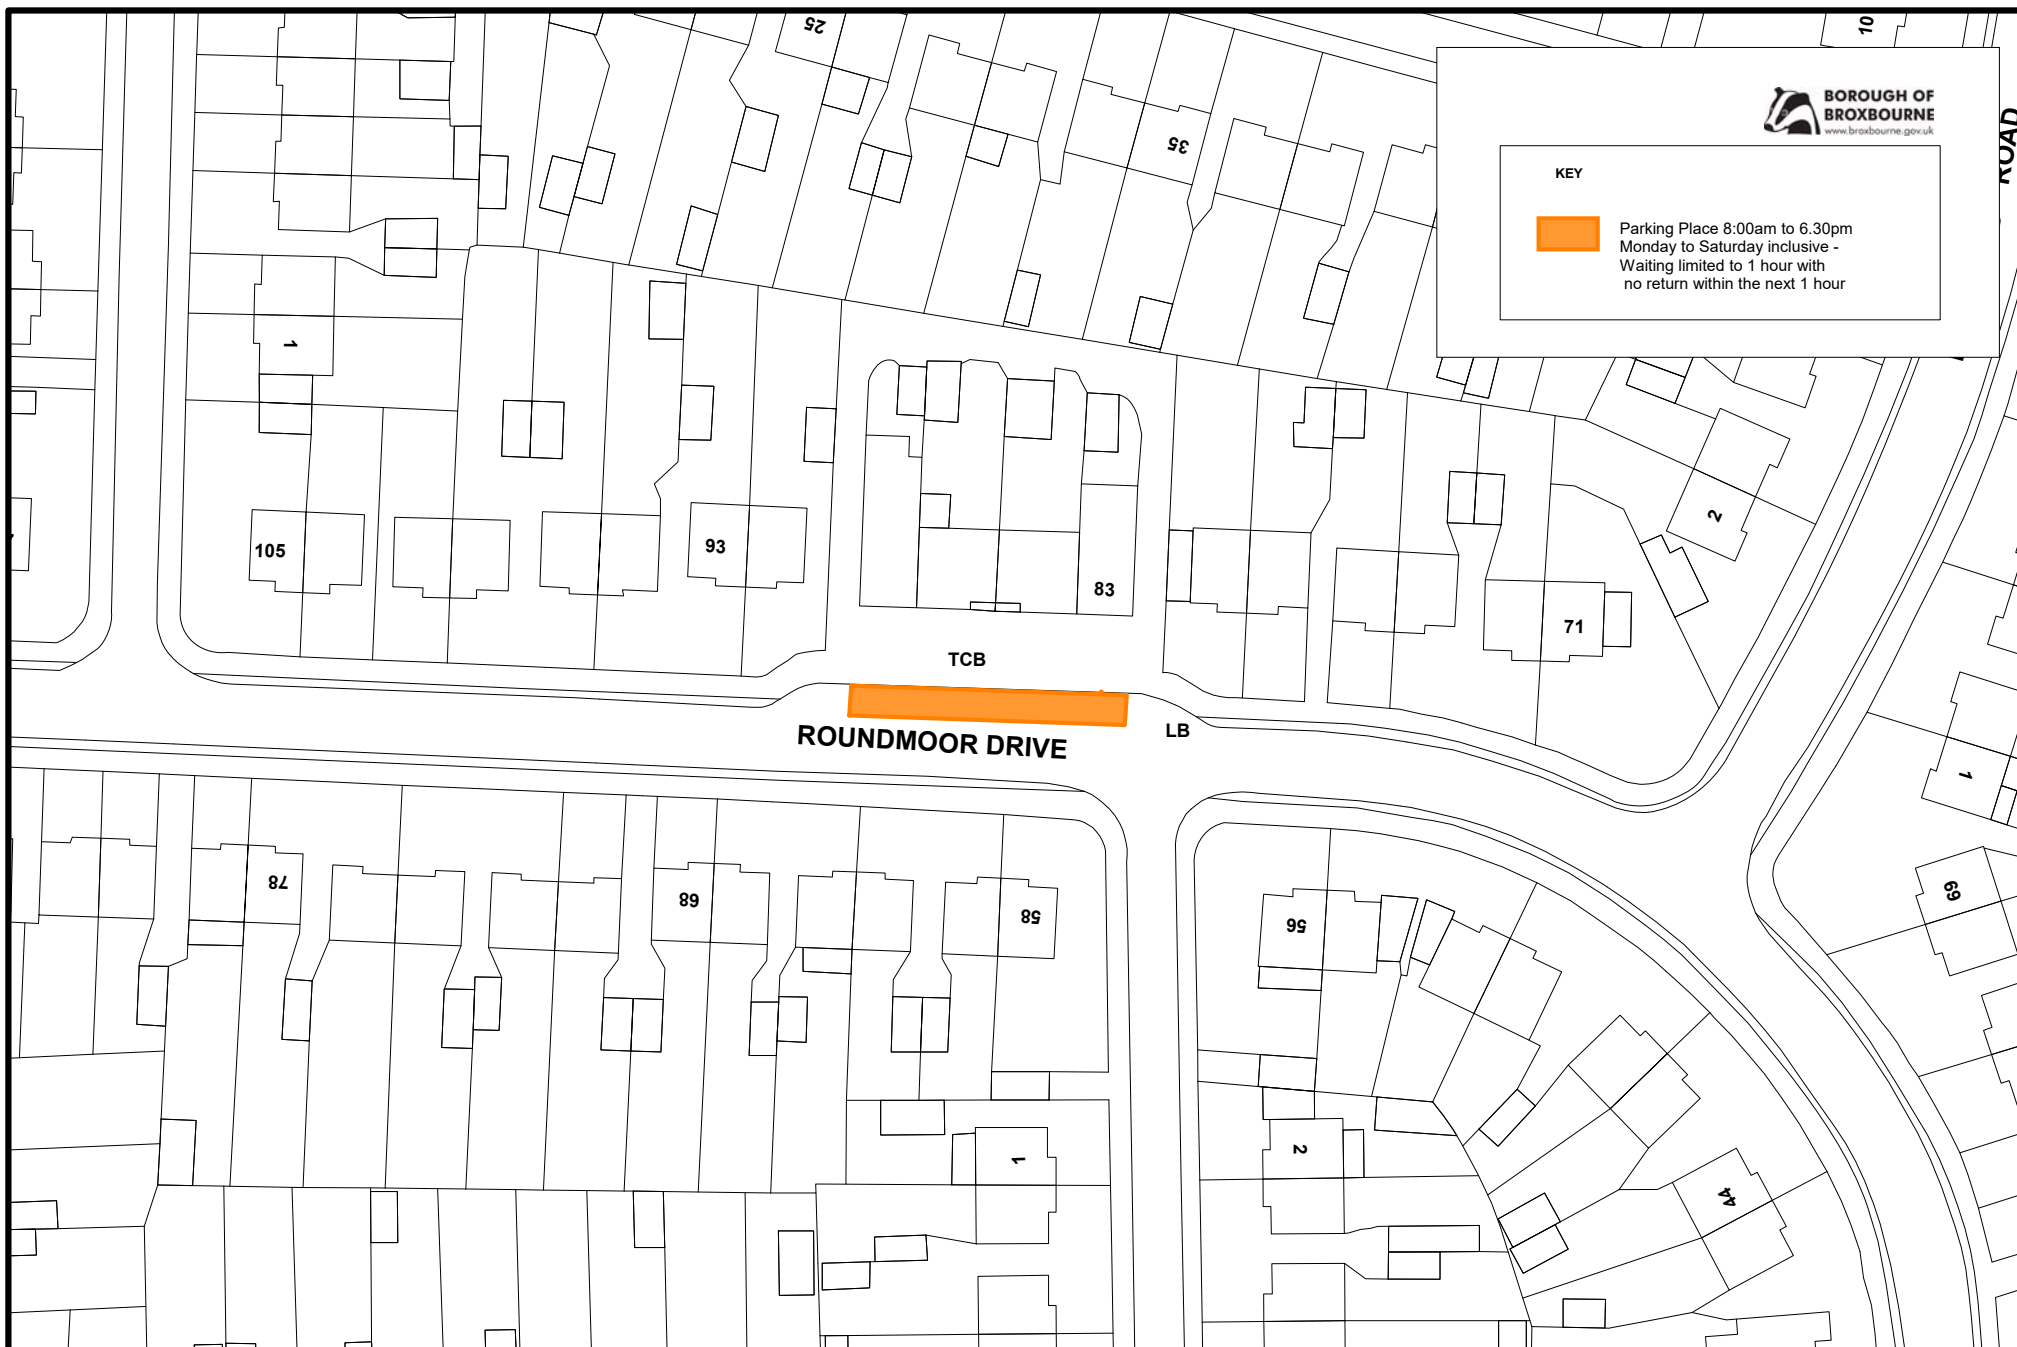 25
10
BOROUGH OF
BROXBOURNE
www.broxbourne.gov.uk
ROAD
35
KEY
Parking Place 8:00am to 6.30pm
Monday to Saturday inclusive -
Waiting limited to 1 hour with
no return within the next 1 hour
1
2
105
93
83
71
TCB
LB
ROUNDMOOR DRIVE
1
78
68
58
56
69
1
2
44